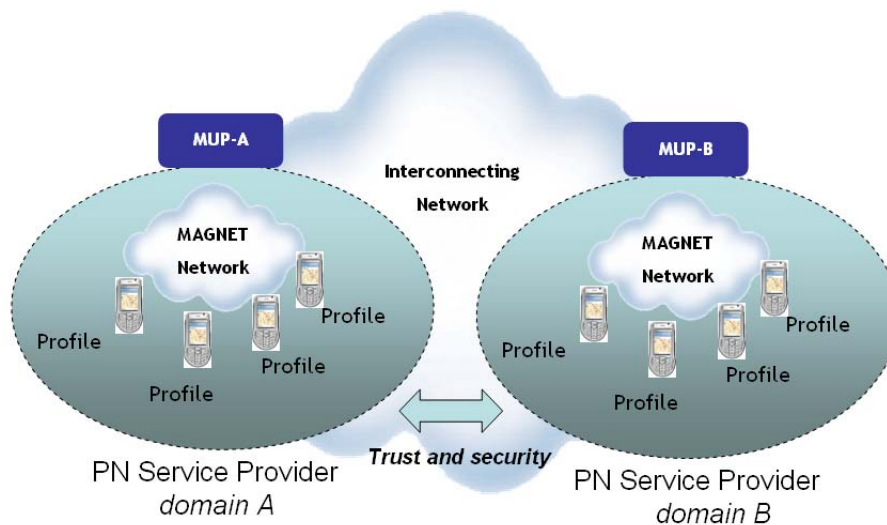 MUP-A
MUP-B
Interconnecting
Network
MAGNET
Network
MAGNET
Network
Profile
Profile
Profile
Profile
Profile
Profile
Profile
Profile
Trust and security
PN Service Provider
domain A
PN Service Provider
domain B